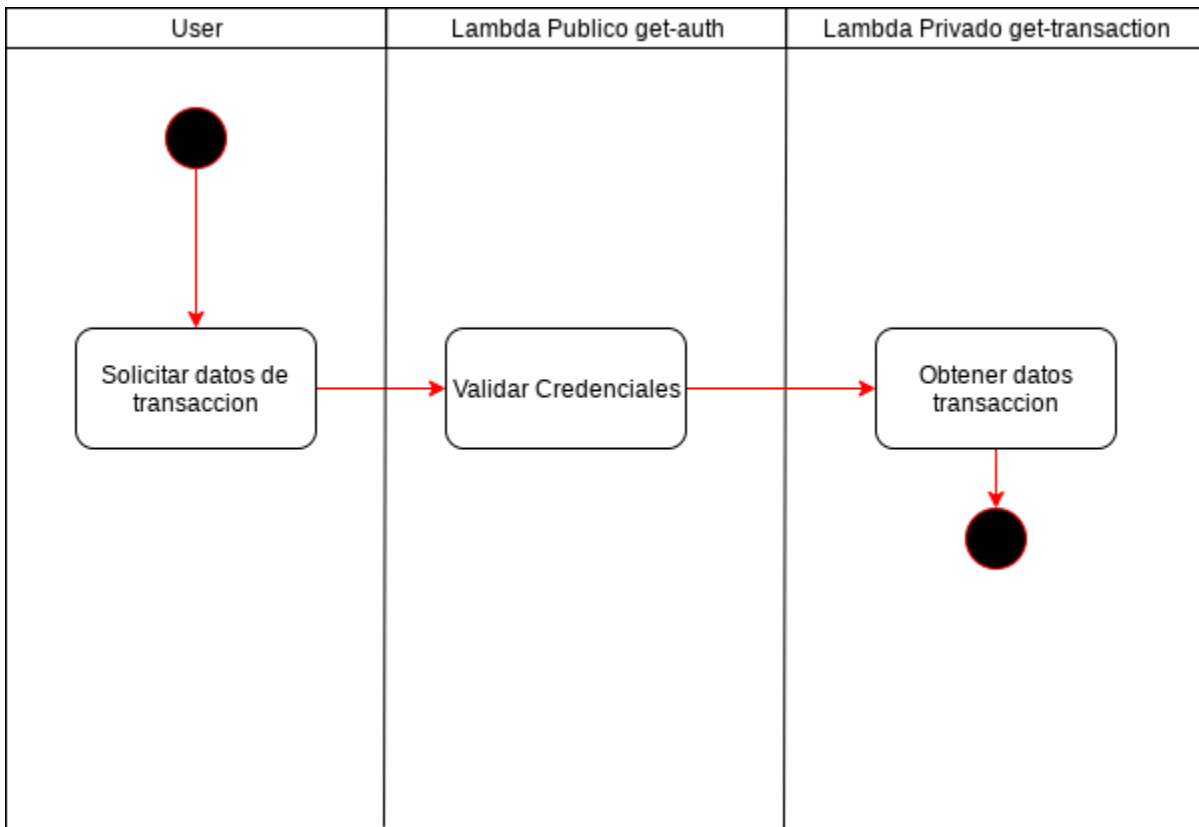 User
Lambda Publico get-auth
Lambda Privado get-transaction
Solicitar datos de
transaccion
Validar Credenciales
Obtener datos
transaccion